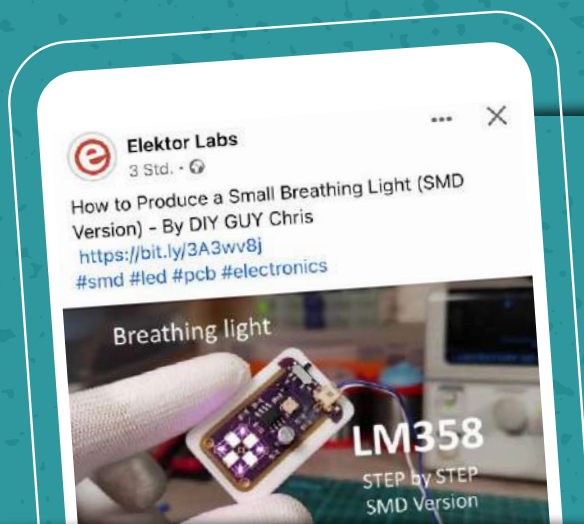 Elektor Labs
3 Std. ·
How to Produce a Small Breathing Light (SMD
Version) - By DIY GUY Chris
https://bit.ly/3A3wv8j
#smd #led #pcb #electronics
Breathing light
LM358
STEP by STEP
SMD Version